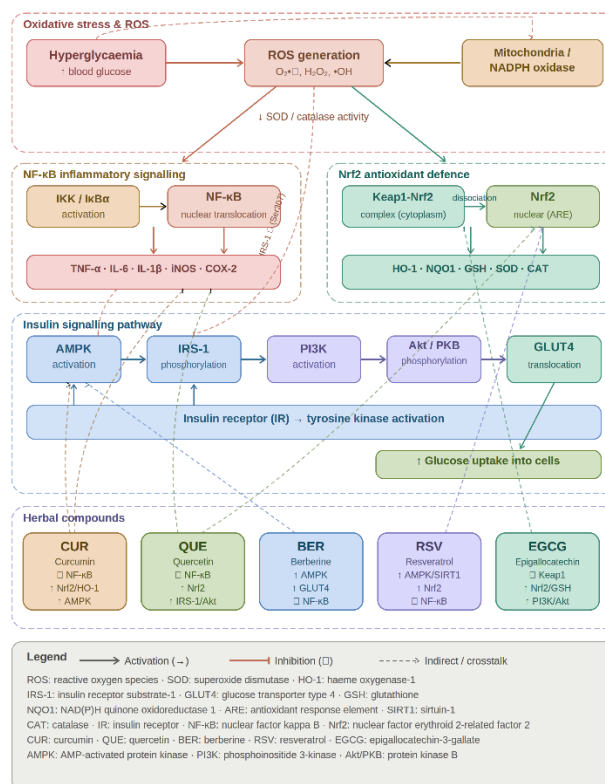 Oxidative stress & ROS
Hyperglycaemia
↑ blood glucose
ROS generation
O₂•□, H₂O₂, •OH
Mitochondria /
NADPH oxidase
↓ SOD / catalase activity
NF-κB inflammatory signalling
IKK / IκBα
activation
NF-κB
nuclear translocation
IRS-1 □ (Ser307)
TNF-α · IL-6 · IL-1β · iNOS · COX-2
Nrf2 antioxidant defence
Keap1-Nrf2
complex (cytoplasm)
dissociation
Nrf2
nuclear (ARE)
HO-1 · NQO1 · GSH · SOD · CAT
Insulin signalling pathway
AMPK
activation
IRS-1
phosphorylation
PI3K
activation
Akt / PKB
phosphorylation
GLUT4
translocation
Insulin receptor (IR) → tyrosine kinase activation
↑ Glucose uptake into cells
Herbal compounds
CUR
Curcumin
□ NF-κB
↑ Nrf2/HO-1
↑ AMPK
QUE
Quercetin
□ NF-κB
↑ Nrf2
↑ IRS-1/Akt
BER
Berberine
↑ AMPK
↑ GLUT4
□ NF-κB
RSV
Resveratrol
↑ AMPK/SIRT1
↑ Nrf2
□ NF-κB
EGCG
Epigallocatechin
□ Keap1
↑ Nrf2/GSH
↑ PI3K/Akt
Legend
Activation (→)
Inhibition (□)
Indirect / crosstalk
ROS: reactive oxygen species · SOD: superoxide dismutase · HO-1: haeme oxygenase-1
IRS-1: insulin receptor substrate-1 · GLUT4: glucose transporter type 4 · GSH: glutathione
NQO1: NAD(P)H quinone oxidoreductase 1 · ARE: antioxidant response element · SIRT1: sirtuin-1
CAT: catalase · IR: insulin receptor · NF-κB: nuclear factor kappa B · Nrf2: nuclear factor erythroid 2-related factor 2
CUR: curcumin · QUE: quercetin · BER: berberine · RSV: resveratrol · EGCG: epigallocatechin-3-gallate
AMPK: AMP-activated protein kinase · PI3K: phosphoinositide 3-kinase · Akt/PKB: protein kinase B